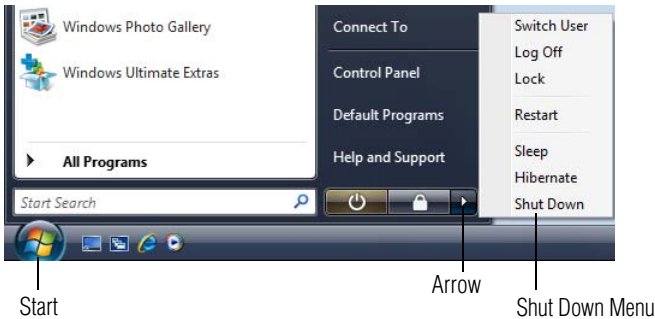 Windows Photo Gallery
Windows Ultimate Extras
All Programs
Start Search
Connect To
Control Panel
Default Programs
Help and Support
Switch User
Log Off
Lock
Restart
Sleep
Hibernate
Shut Down
Start
Arrow
Shut Down Menu